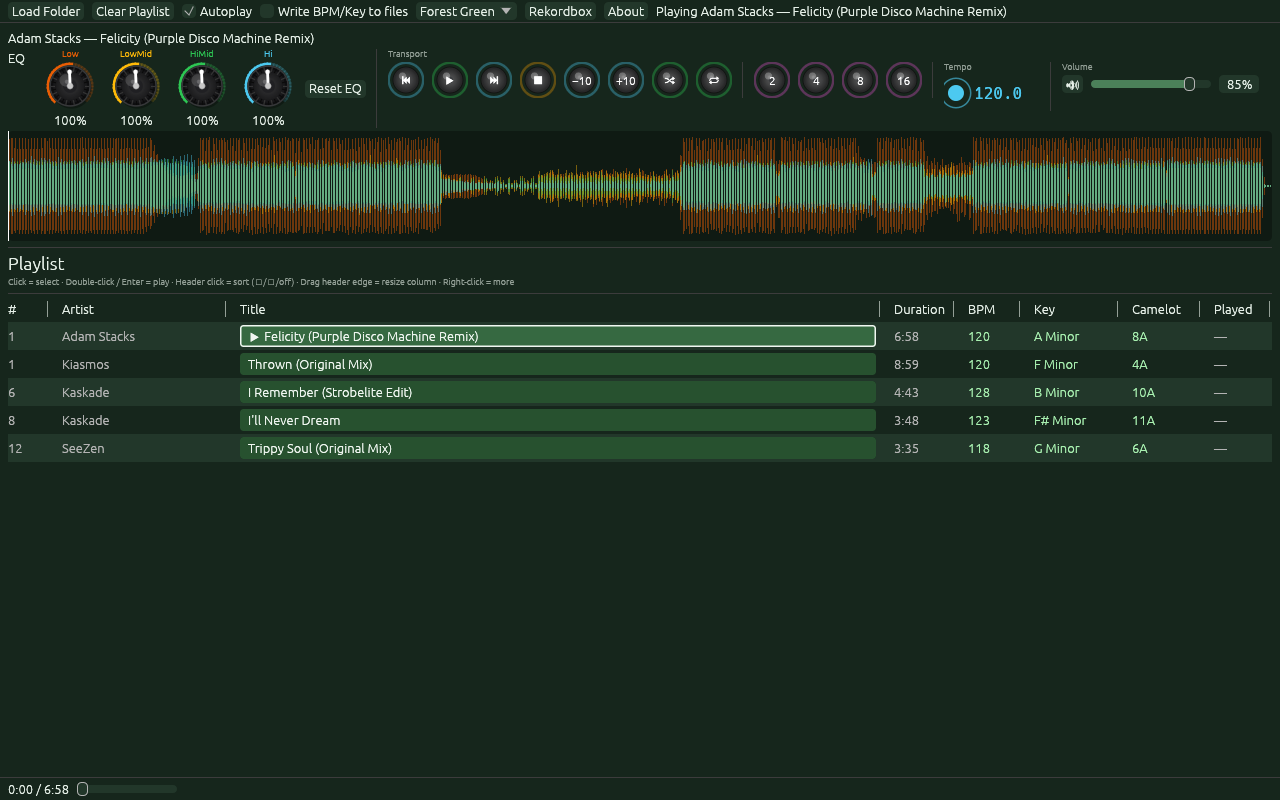 Load Folder Clear Playlist Autoplay Write BPM/Key to files Forest Green Rekordbox About Playing Adam Stacks — Felicity (Purple Disco Machine Remix)
Adam Stacks — Felicity (Purple Disco Machine Remix)
EQ Low LowMid HiMid Hi Reset EQ
100% 100% 100% 100%
Transport
−10 +10 2 4 8 16
Tempo
120.0
Volume
85%
Playlist
Click = select · Double-click / Enter = play · Header click = sort (□/□/off) · Drag header edge = resize column · Right-click = more
# Artist Title Duration BPM Key Camelot Played
1 Adam Stacks ▶ Felicity (Purple Disco Machine Remix) 6:58 120 A Minor 8A —
1 Kiasmos Thrown (Original Mix) 8:59 120 F Minor 4A —
6 Kaskade I Remember (Strobelite Edit) 4:43 128 B Minor 10A —
8 Kaskade I'll Never Dream 3:48 123 F# Minor 11A —
12 SeeZen Trippy Soul (Original Mix) 3:35 118 G Minor 6A —
0:00 / 6:58